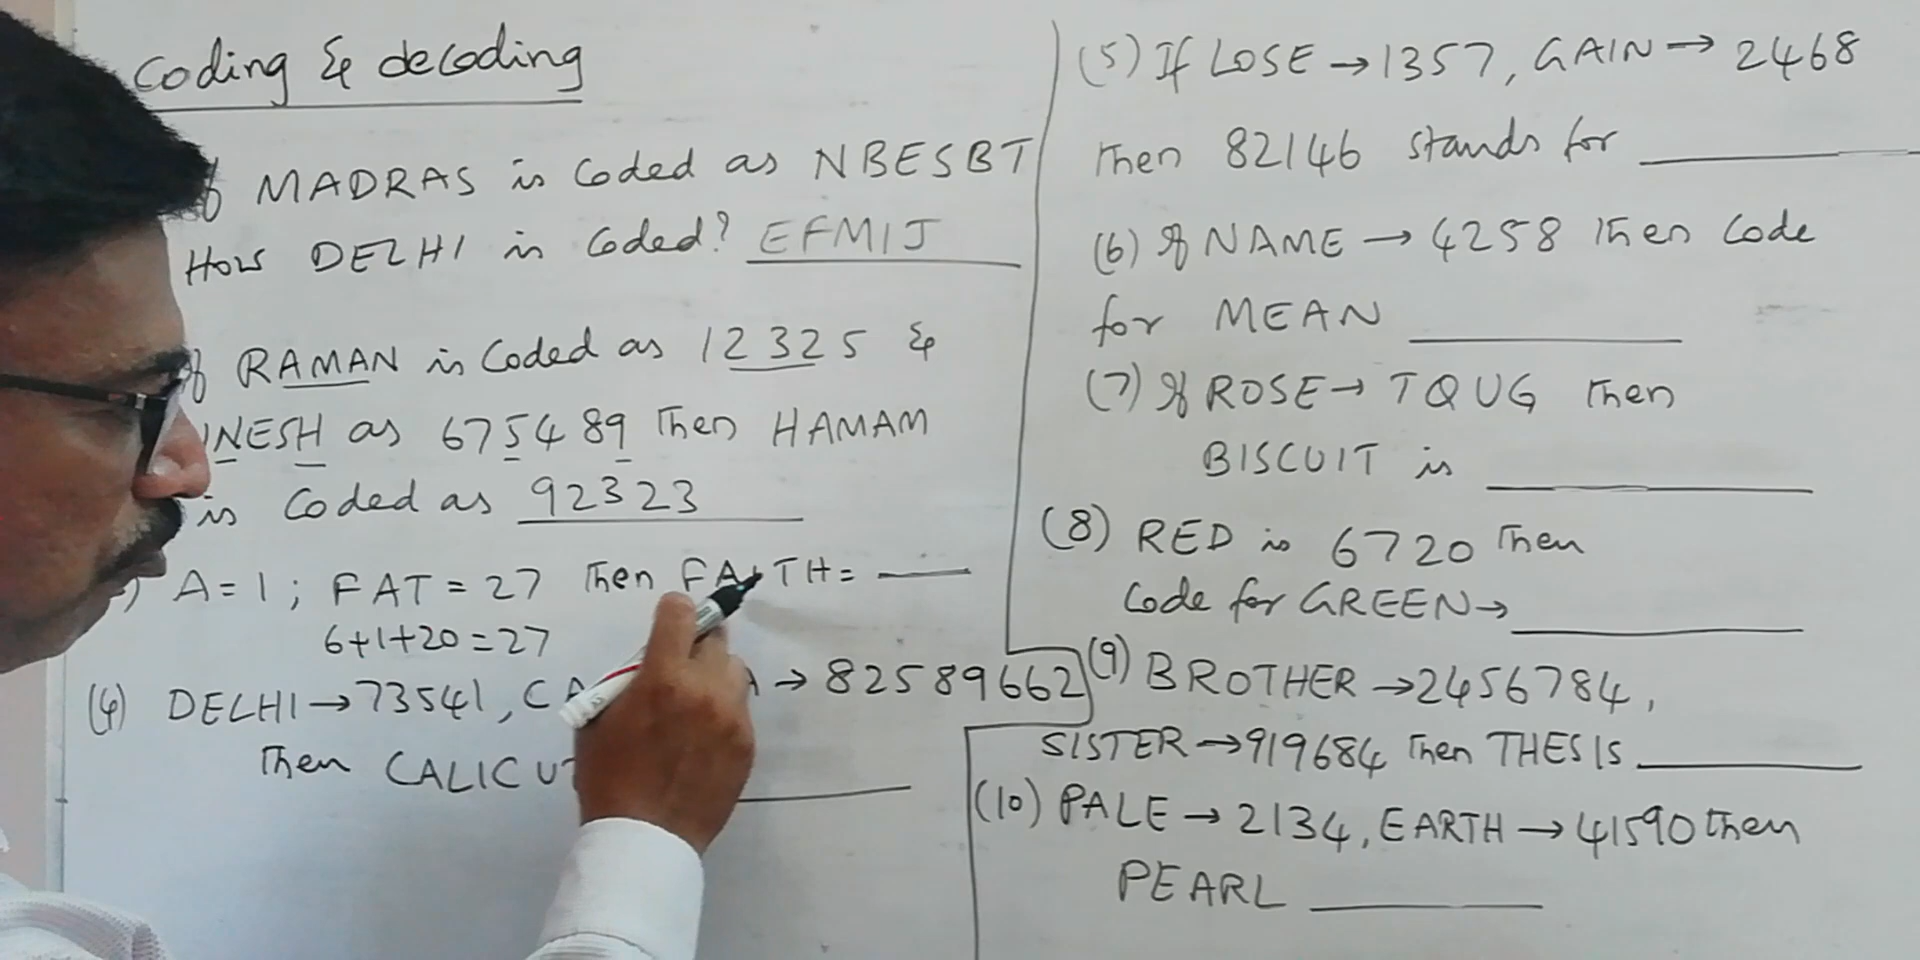 Coding & decoding
MADRAS is coded as NBESBT
How DELHI is coded? EFMIJ
RAMAN is coded as 12325 &
NESH as 675489 Then HAMAM
is coded as 92323
A=1; FAT = 27 Then FAITH=
6+1+20=27
(4) DELHI→73541, CA A→82589662
Then CALICUT
(5) If LOSE→1357, GAIN→2468
Then 82146 stands for
(6) If NAME→4258 Then Code
for MEAN
(7) If ROSE→TQUG Then
BISCUIT is
(8) RED is 6720 Then
Code for GREEN→
(9) BROTHER→2456784,
SISTER→919684 Then THESIS
(10) PALE→2134, EARTH→41590 then
PEARL